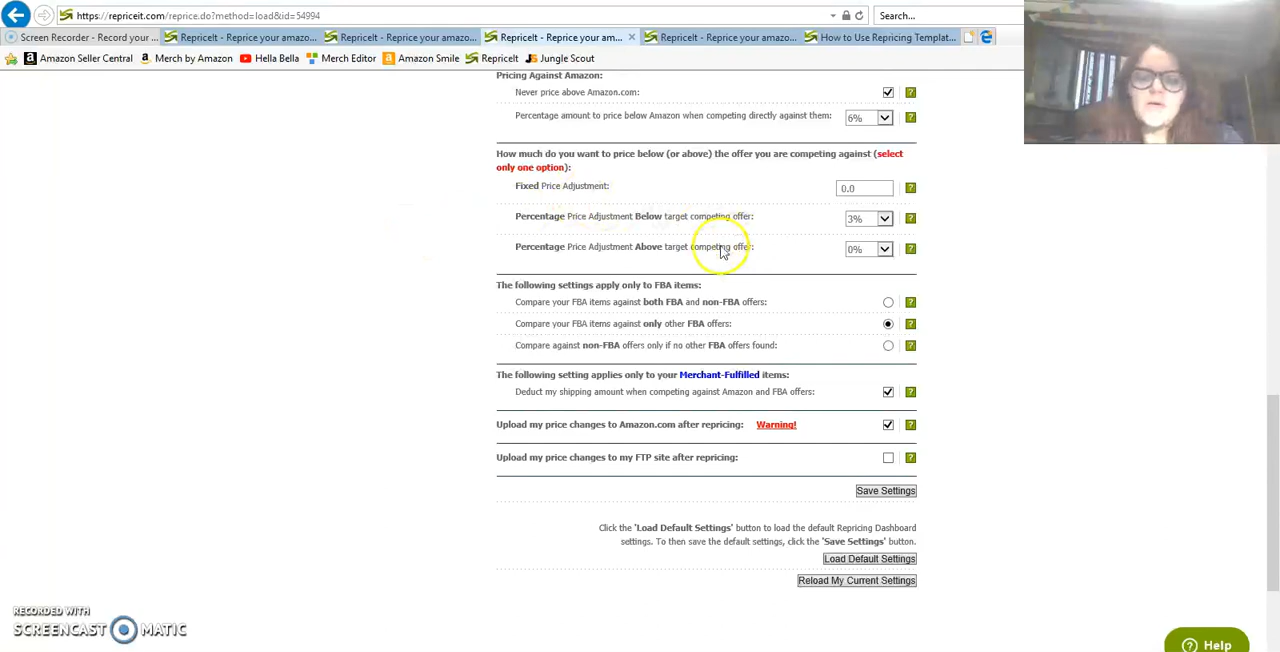 https://repriceit.com/reprice.do?method=load&id=54994
Search...
Screen Recorder - Record your ...
RepriceIt - Reprice your amazo...
RepriceIt - Reprice your amazo...
RepriceIt - Reprice your am...
RepriceIt - Reprice your amazo...
How to Use Repricing Templat...
Amazon Seller Central
Merch by Amazon
Hella Bella
Merch Editor
Amazon Smile
RepriceIt
Jungle Scout
Pricing Against Amazon:
Never price above Amazon.com:
Percentage amount to price below Amazon when competing directly against them: 6%
How much do you want to price below (or above) the offer you are competing against (select
only one option):
Fixed Price Adjustment: 0.0
Percentage Price Adjustment Below target competing offer: 3%
Percentage Price Adjustment Above target competing offer: 0%
The following settings apply only to FBA items:
Compare your FBA items against both FBA and non-FBA offers:
Compare your FBA items against only other FBA offers:
Compare against non-FBA offers only if no other FBA offers found:
The following setting applies only to your Merchant-Fulfilled items:
Deduct my shipping amount when competing against Amazon and FBA offers:
Upload my price changes to Amazon.com after repricing: Warning!
Upload my price changes to my FTP site after repricing:
Save Settings
Click the 'Load Default Settings' button to load the default Repricing Dashboard
settings. To then save the default settings, click the 'Save Settings' button.
Load Default Settings
Reload My Current Settings
RECORDED WITH
SCREENCAST MATIC
Help